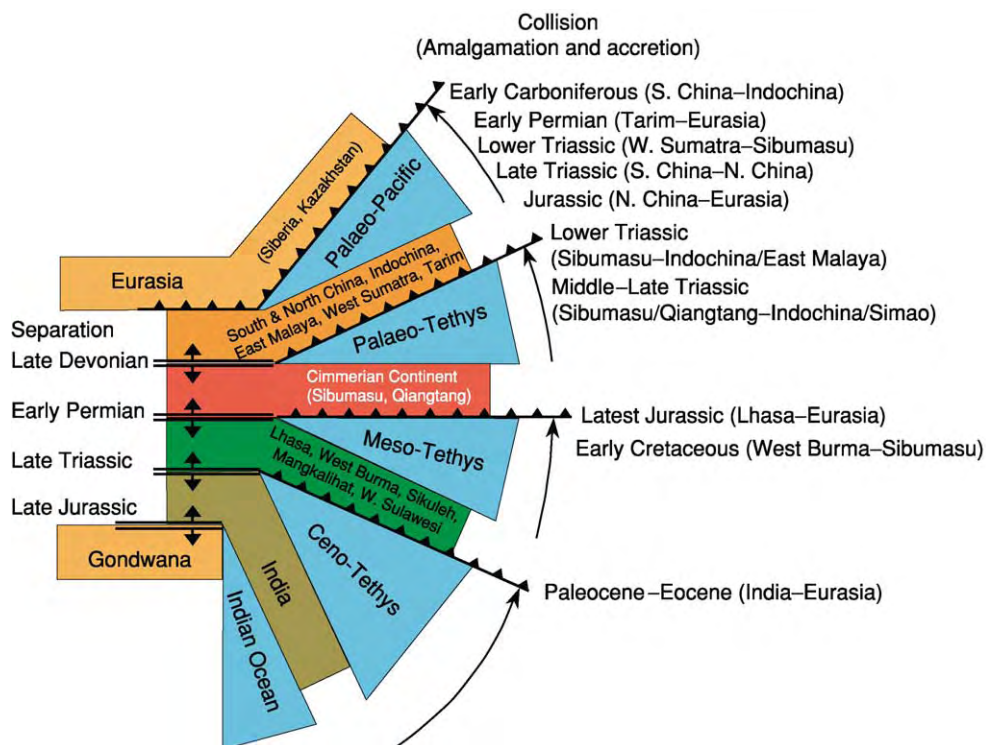 Collision
(Amalgamation and accretion)
Early Carboniferous (S. China–Indochina)
Early Permian (Tarim–Eurasia)
Lower Triassic (W. Sumatra–Sibumasu)
Late Triassic (S. China–N. China)
Jurassic (N. China–Eurasia)
(Siberia, Kazakhstan)
Palaeo-Pacific
Eurasia
Lower Triassic
(Sibumasu–Indochina/East Malaya)
Middle–Late Triassic
(Sibumasu/Qiangtang–Indochina/Simao)
South & North China, Indochina,
East Malaya, West Sumatra, Tarim
Palaeo-Tethys
Separation
Late Devonian
Cimmerian Continent
(Sibumasu, Qiangtang)
Early Permian
Latest Jurassic (Lhasa–Eurasia)
Early Cretaceous (West Burma–Sibumasu)
Meso-Tethys
Late Triassic
Lhasa, West Burma, Sikuleh,
Mangkalihat, W. Sulawesi
Late Jurassic
Gondwana
India
Ceno-Tethys
Indian Ocean
Paleocene–Eocene (India–Eurasia)